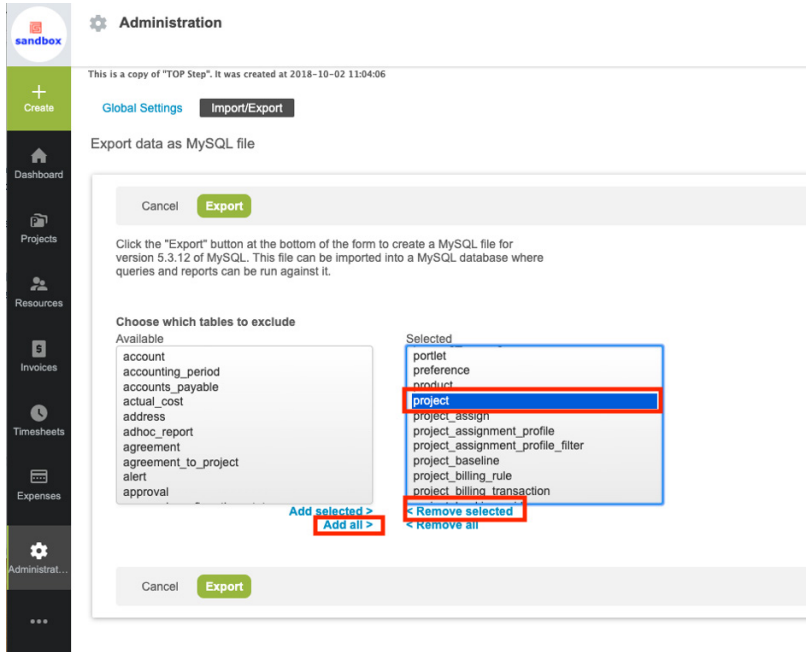 sandbox
Administration
This is a copy of "TOP Step". It was created at 2018-10-02 11:04:06
Create
Global Settings
Import/Export
Export data as MySQL file
Dashboard
Cancel
Export
Projects
Click the "Export" button at the bottom of the form to create a MySQL file for
version 5.3.12 of MySQL. This file can be imported into a MySQL database where
queries and reports can be run against it.
Resources
Choose which tables to exclude
Available
account
accounting_period
accounts_payable
actual_cost
address
adhoc_report
agreement
agreement_to_project
alert
approval
Selected
portlet
preference
product
project
project_assign
project_assignment_profile
project_assignment_profile_filter
project_baseline
project_billing_rule
project_billing_transaction
Invoices
Timesheets
Expenses
Add selected >
Add all >
< Remove selected
< Remove all
Administrat...
Cancel
Export